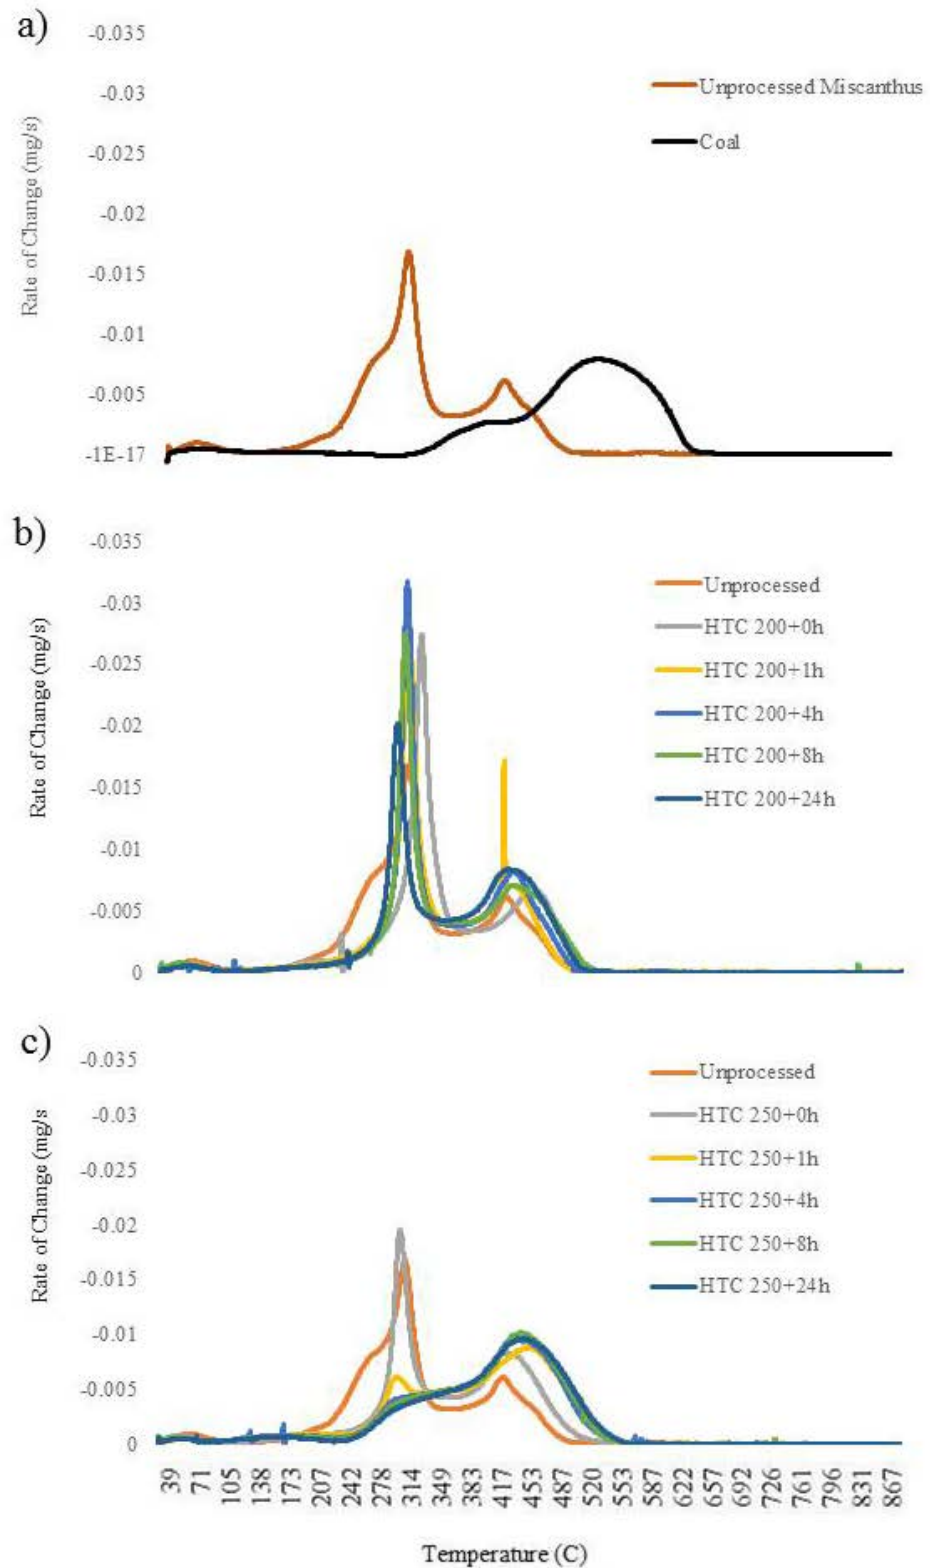 a)
-0.035
-0.03
-0.025
-0.02
-0.015
-0.01
-0.005
-1E-17
Rate of Change (mg/s)
Unprocessed Miscanthus
Coal
b)
-0.035
-0.03
-0.025
-0.02
-0.015
-0.01
-0.005
0
Rate of Change (mg/s)
Unprocessed
HTC 200+0h
HTC 200+1h
HTC 200+4h
HTC 200+8h
HTC 200+24h
c)
-0.035
-0.03
-0.025
-0.02
-0.015
-0.01
-0.005
0
Rate of Change (mg/s
Unprocessed
HTC 250+0h
HTC 250+1h
HTC 250+4h
HTC 250+8h
HTC 250+24h
39 71 105 138 173 207 242 278 314 349 383 417 453 487 520 553 587 622 657 692 726 761 796 831 867
Temperature (C)